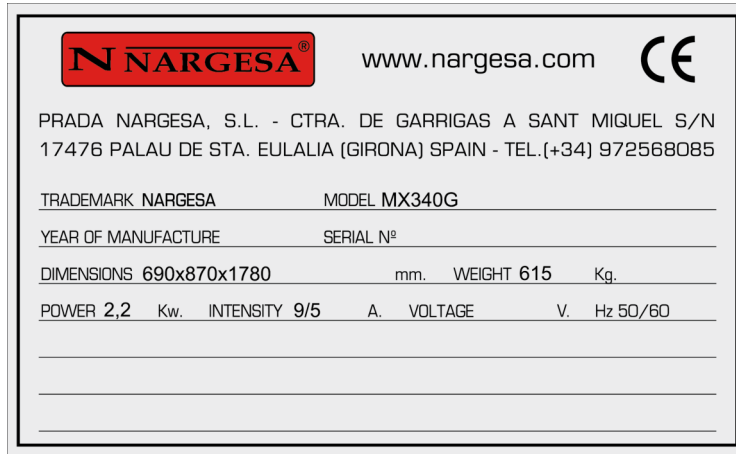 N NARGESA® www.nargesa.com CE
PRADA NARGESA, S.L. - CTRA. DE GARRIGAS A SANT MIQUEL S/N
17476 PALAU DE STA. EULALIA (GIRONA) SPAIN - TEL.(+34) 972568085
TRADEMARK NARGESA MODEL MX340G
YEAR OF MANUFACTURE SERIAL Nº
DIMENSIONS 690x870x1780 mm. WEIGHT 615 Kg.
POWER 2,2 Kw. INTENSITY 9/5 A. VOLTAGE V. Hz 50/60